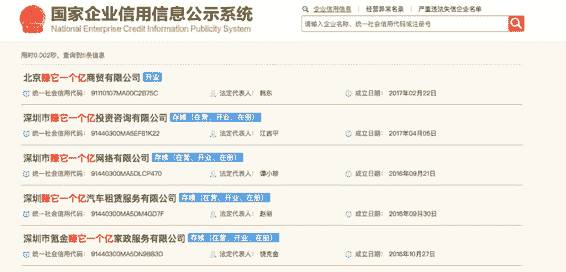 国家企业信用信息公示系统
National Enterprise Credit Information Publicity System
企业信用信息 | 经营异常名录 | 严重违法失信企业名单
请输入企业名称、统一社会信用代码或注册号
用时0.002秒，查询到5条信息
北京赚它一个亿商贸有限公司 开业
统一社会信用代码： 91110107MA00C2B75C 法定代表人： 韩东 成立日期： 2017年02月22日
深圳市赚它一个亿投资咨询有限公司 存续（在营、开业、在册）
统一社会信用代码： 91440300MA5EF81K22 法定代表人： 江吉平 成立日期： 2017年04月05日
深圳市赚它一个亿网络有限公司 存续（在营、开业、在册）
统一社会信用代码： 91440300MA5DLCP470 法定代表人： 谭小珍 成立日期： 2016年09月21日
深圳赚它一个亿汽车租赁服务有限公司 存续（在营、开业、在册）
统一社会信用代码： 91440300MA5DM4GD7F 法定代表人： 赵丽 成立日期： 2016年09月30日
深圳市氪金赚它一个亿家政服务有限公司 存续（在营、开业、在册）
统一社会信用代码： 91440300MA5DN9BB3D 法定代表人： 饶克金 成立日期： 2016年10月27日